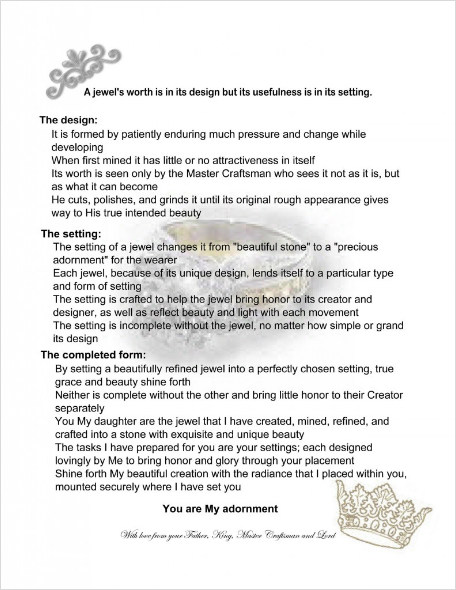 A jewel's worth is in its design but its usefulness is in its setting.
The design:
It is formed by patiently enduring much pressure and change while
developing
When first mined it has little or no attractiveness in itself
Its worth is seen only by the Master Craftsman who sees it not as it is, but
as what it can become
He cuts, polishes, and grinds it until its original rough appearance gives
way to His true intended beauty
The setting:
The setting of a jewel changes it from "beautiful stone" to a "precious
adornment" for the wearer
Each jewel, because of its unique design, lends itself to a particular type
and form of setting
The setting is crafted to help the jewel bring honor to its creator and
designer, as well as reflect beauty and light with each movement
The setting is incomplete without the jewel, no matter how simple or grand
its design
The completed form:
By setting a beautifully refined jewel into a perfectly chosen setting, true
grace and beauty shine forth
Neither is complete without the other and bring little honor to their Creator
separately
You My daughter are the jewel that I have created, mined, refined, and
crafted into a stone with exquisite and unique beauty
The tasks I have prepared for you are your settings; each designed
lovingly by Me to bring honor and glory through your placement
Shine forth My beautiful creation with the radiance that I placed within you,
mounted securely where I have set you
You are My adornment
With love from your Father, King, Master Craftsman and Lord